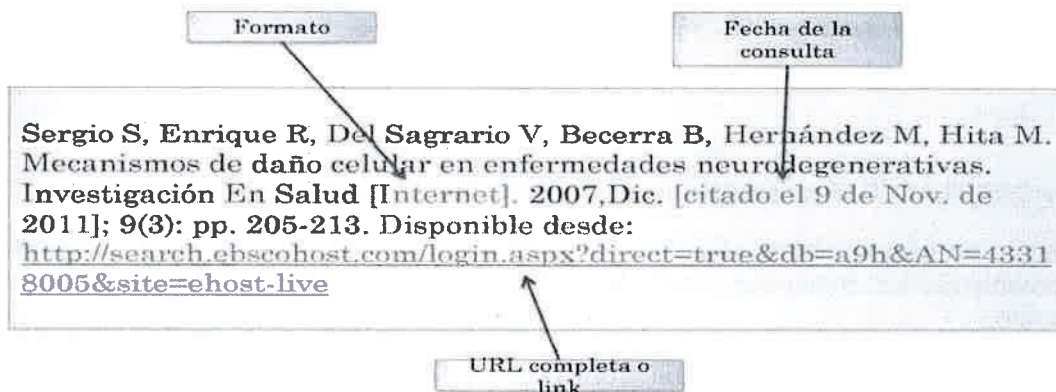 Formato
Fecha de la
consulta
Sergio S, Enrique R, Del Sagrario V, Becerra B, Hernández M, Hita M.
Mecanismos de daño celular en enfermedades neurodegenerativas.
Investigación En Salud [Internet]. 2007,Dic. [citado el 9 de Nov. de
2011]; 9(3): pp. 205-213. Disponible desde:
http://search.ebscohost.com/login.aspx?direct=true&db=a9h&AN=4331
8005&site=ehost-live
URL completa o
link